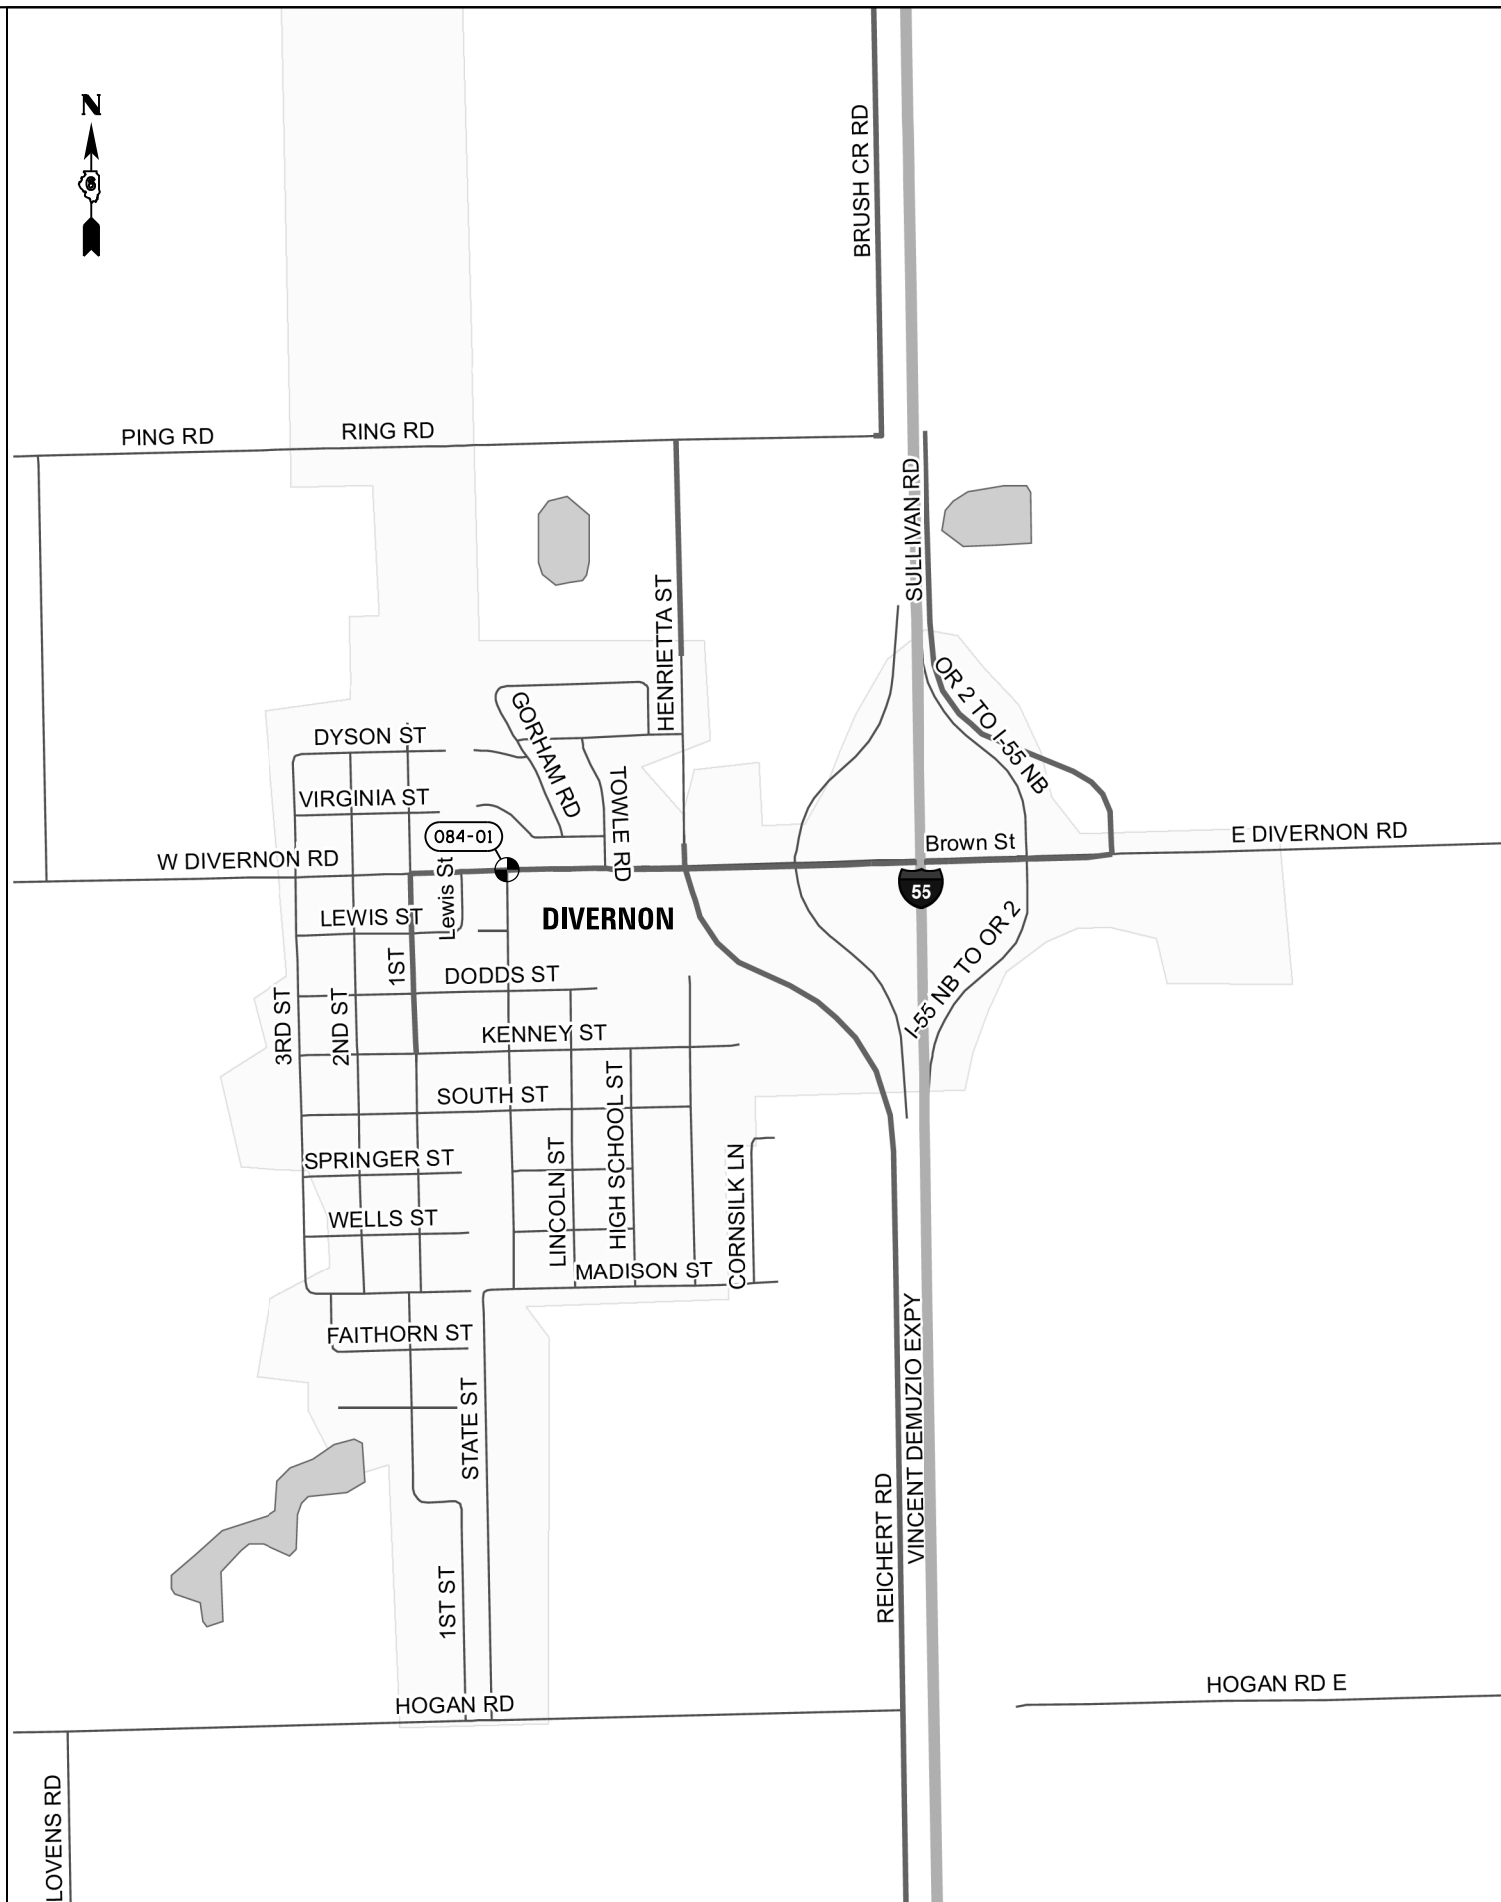 N
6
BRUSH CR RD
PING RD
RING RD
SULLIVAN RD
HENRIETTA ST
OR 2 TO I-55 NB
GORHAM RD
DYSON ST
TOWLE RD
VIRGINIA ST
084-01
Brown St
E DIVERNON RD
W DIVERNON RD
Lewis St
55
LEWIS ST
DIVERNON
I-55 NB TO OR 2
1ST
DODDS ST
3RD ST
2ND ST
KENNEY ST
SOUTH ST
HIGH SCHOOL ST
LINCOLN ST
SPRINGER ST
CORNSILK LN
WELLS ST
MADISON ST
FAITHORN ST
VINCENT DEMUZIO EXPY
STATE ST
REICHERT RD
1ST ST
HOGAN RD
HOGAN RD E
LOVENS RD